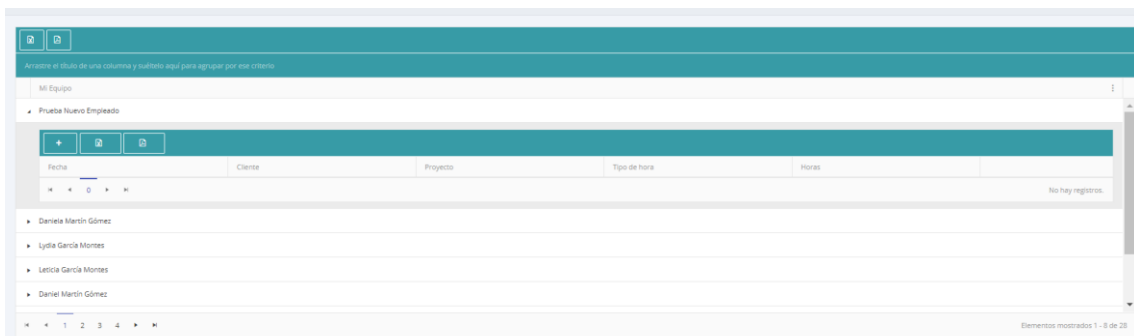 Arrastre el título de una columna y suéltelo aquí para agrupar por ese criterio
Mi Equipo
Prueba Nuevo Empleado
+
Fecha Cliente Proyecto Tipo de hora Horas
0 No hay registros.
Daniela Martín Gómez
Lydia García Montes
Leticia García Montes
Daniel Martín Gómez
1 2 3 4 Elementos mostrados 1 - 8 de 28